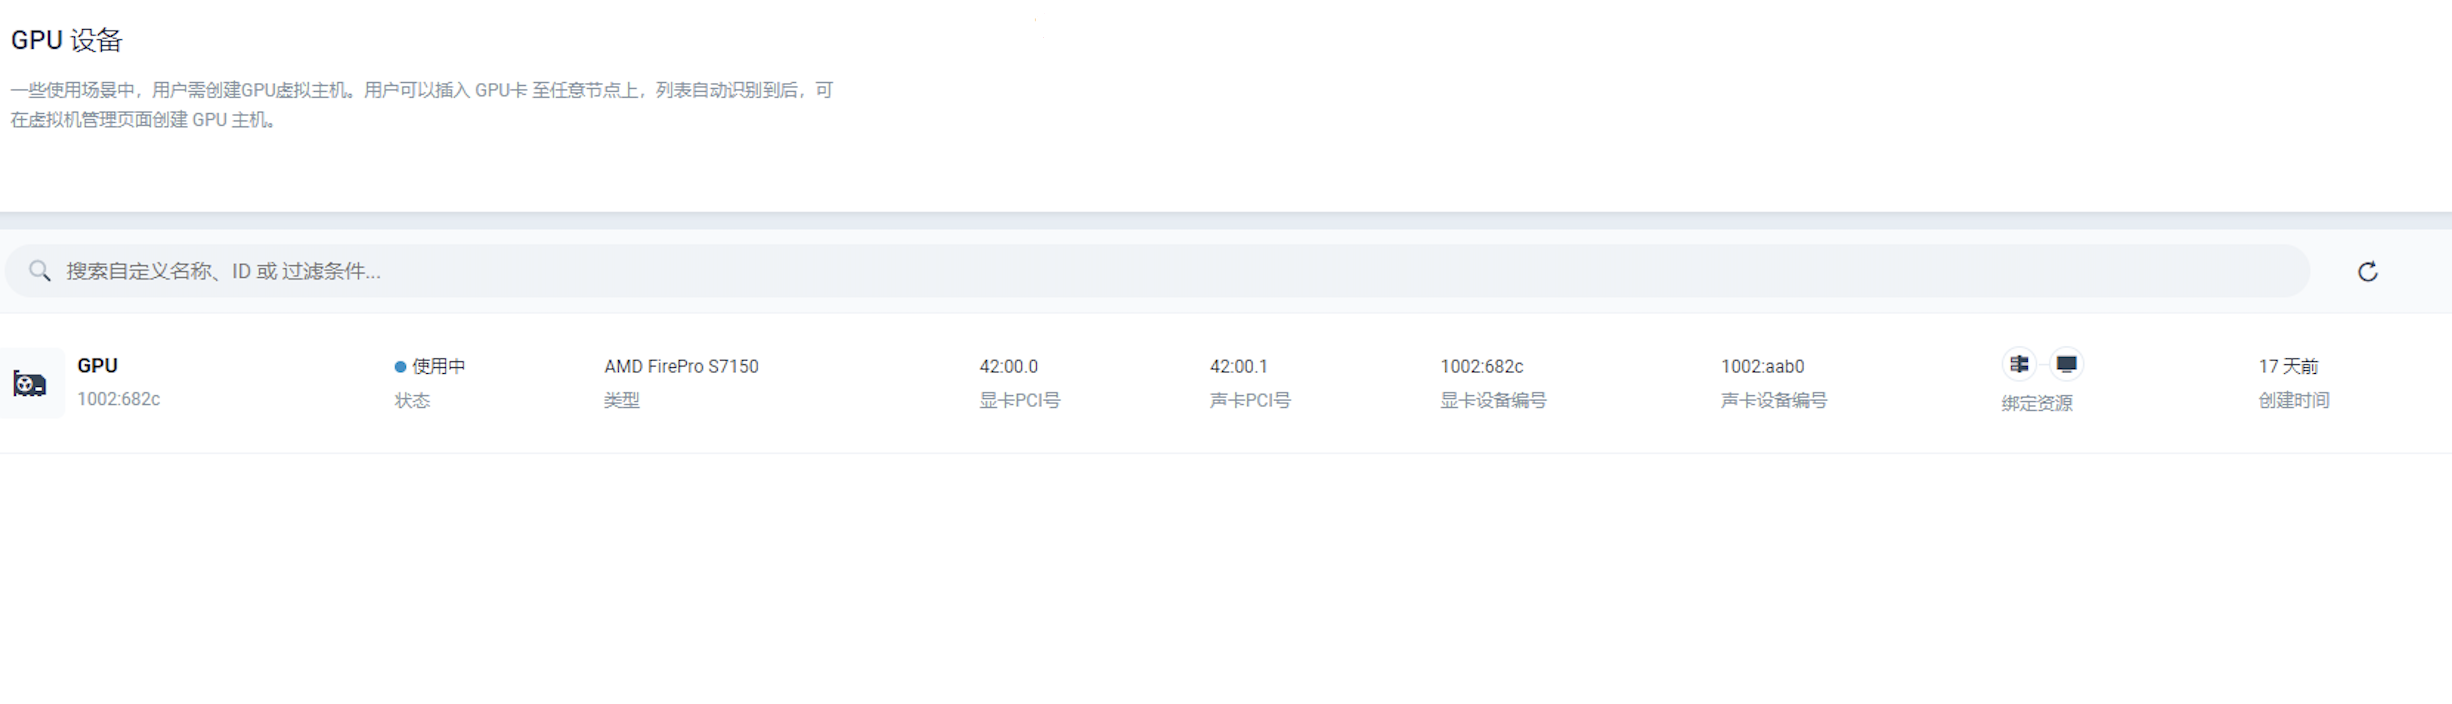 GPU 设备
一些使用场景中，用户需创建GPU虚拟主机。用户可以插入 GPU卡 至任意节点上，列表自动识别到后，可
在虚拟机管理页面创建 GPU 主机。
搜索自定义名称、ID 或 过滤条件...
GPU 使用中 AMD FirePro S7150 42:00.0 42:00.1 1002:682c 1002:aab0 17 天前
1002:682c 状态 类型 显卡PCI号 声卡PCI号 显卡设备编号 声卡设备编号 绑定资源 创建时间